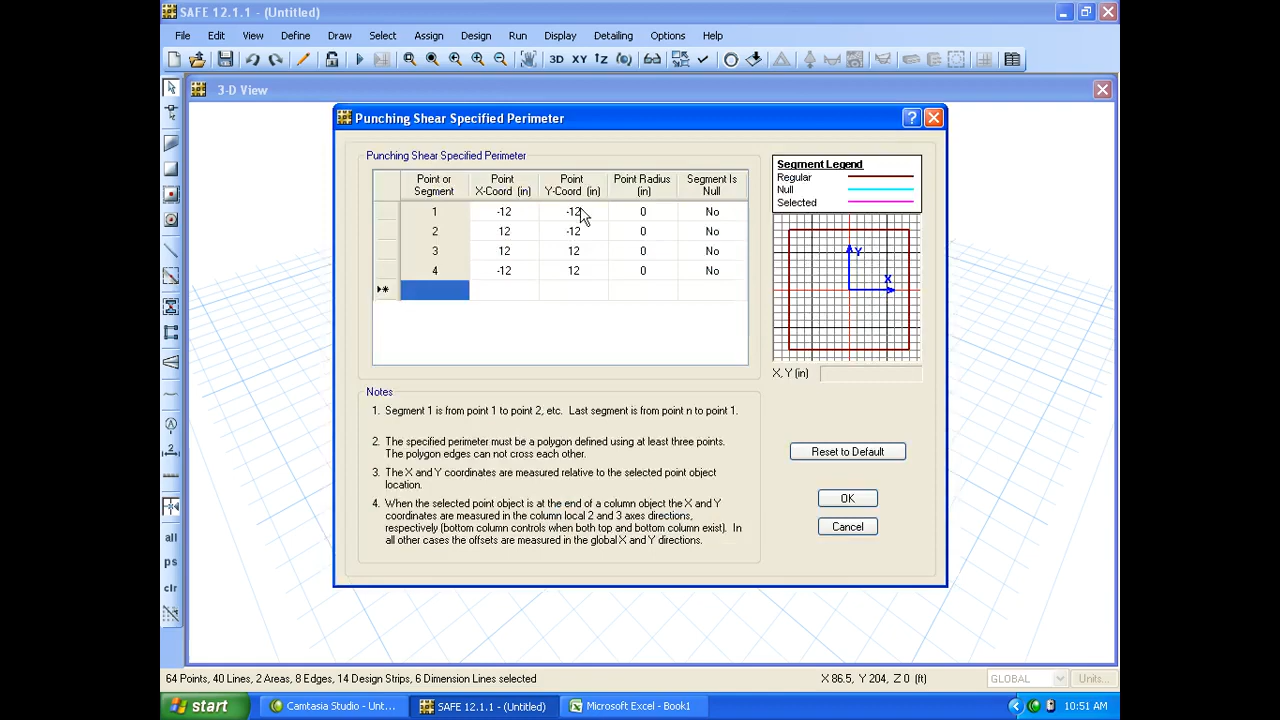 SAFE 12.1.1 - (Untitled)
File Edit View Define Draw Select Assign Design Run Display Detailing Options Help
3D XY
3-D View
Punching Shear Specified Perimeter
Punching Shear Specified Perimeter
Point or Segment Point X-Coord (in) Point Y-Coord (in) Point Radius (in) Segment Is Null
1 -12 -12 0 No
2 12 -12 0 No
3 12 12 0 No
4 -12 12 0 No
Segment Legend
Regular
Null
Selected
Y
X
X, Y (in)
Notes
1. Segment 1 is from point 1 to point 2, etc. Last segment is from point n to point 1.
2. The specified perimeter must be a polygon defined using at least three points.
The polygon edges can not cross each other.
3. The X and Y coordinates are measured relative to the selected point object
location.
4. When the selected point object is at the end of a column object the X and Y
coordinates are measured in the column local 2 and 3 axes directions,
respectively (bottom column controls when both top and bottom column exist). In
all other cases the offsets are measured in the global X and Y directions.
Reset to Default
OK
Cancel
all
ps
clr
64 Points, 40 Lines, 2 Areas, 8 Edges, 14 Design Strips, 6 Dimension Lines selected
X 86.5, Y 204, Z 0 (ft)
GLOBAL
Units...
start
Camtasia Studio - Unt...
SAFE 12.1.1 - (Untitled)
Microsoft Excel - Book1
10:51 AM